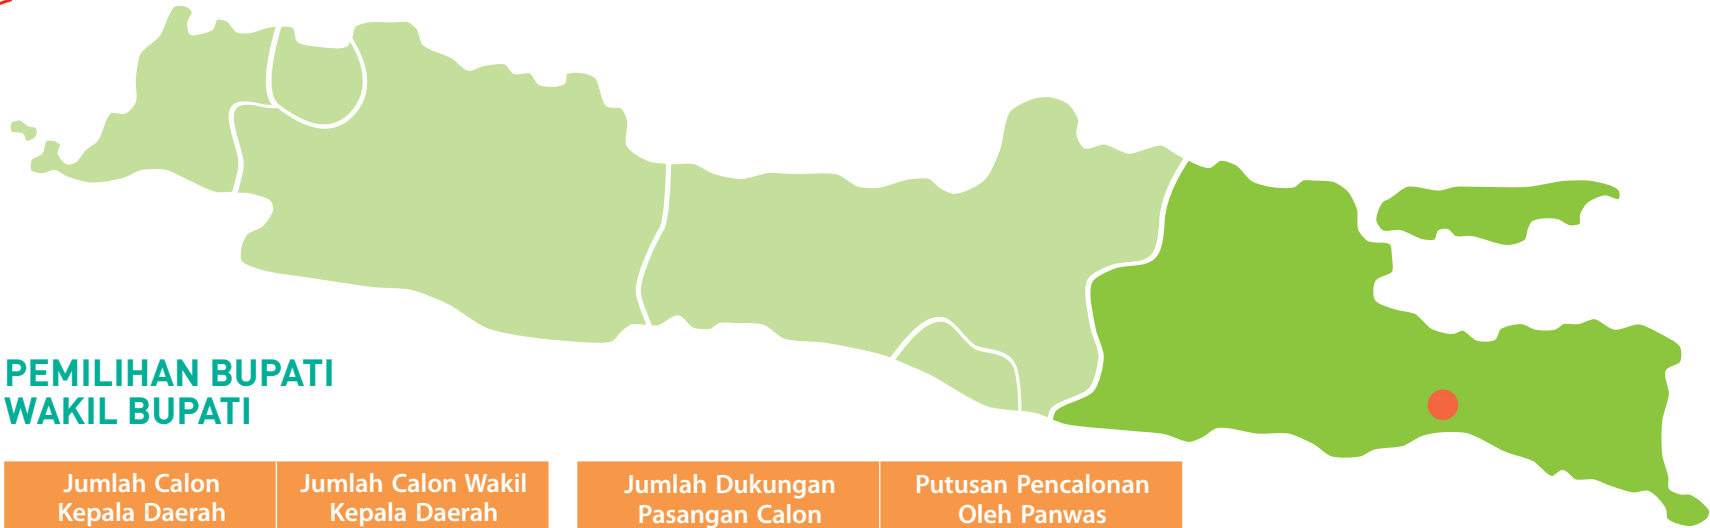 PEMILIHAN BUPATI
WAKIL BUPATI
Jumlah Calon
Kepala Daerah
Jumlah Calon Wakil
Kepala Daerah
Jumlah Dukungan
Pasangan Calon
Putusan Pencalonan
Oleh Panwas